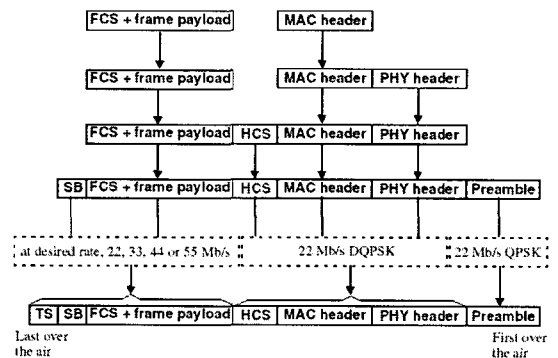 FCS + frame payload MAC header
FCS + frame payload MAC header PHY header
FCS + frame payload HCS MAC header PHY header
SB FCS + frame payload HCS MAC header PHY header Preamble
at desired rate, 22, 33, 44 or 55 Mb/s 22 Mb/s DQPSK 22 Mb/s QPSK
TS SB FCS + frame payload HCS MAC header PHY header Preamble
Last over the air First over the air